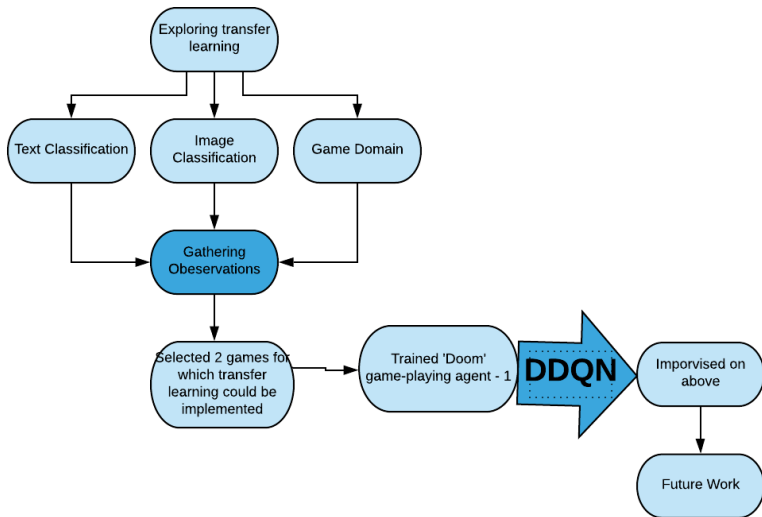 Exploring transfer
learning
Text Classification
Image
Classification
Game Domain
Gathering
Obeservations
Selected 2 games for
which transfer
learning could be
implemented
Trained 'Doom'
game-playing agent - 1
DDQN
Imporvised on
above
Future Work